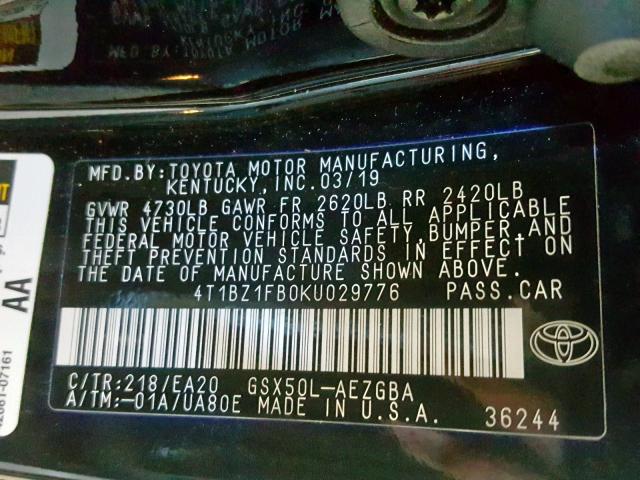 MFD.BY:TOYOTA MOTOR MANUFACTURING,
KENTUCKY,INC.03/19
GVWR 4730LB GAWR FR 2620LB RR 2420LB
THIS VEHICLE CONFORMS TO ALL APPLICABLE
FEDERAL MOTOR VEHICLE SAFETY,BUMPER,AND
THEFT PREVENTION STANDARDS IN EFFECT ON
THE DATE OF MANUFACTURE SHOWN ABOVE.
4T1BZ1FB0KU029776 PASS.CAR
C/TR:218/EA20 GSX50L-AEZGBA
A/TM:-01A/UA80E MADE IN U.S.A. 36244
AA